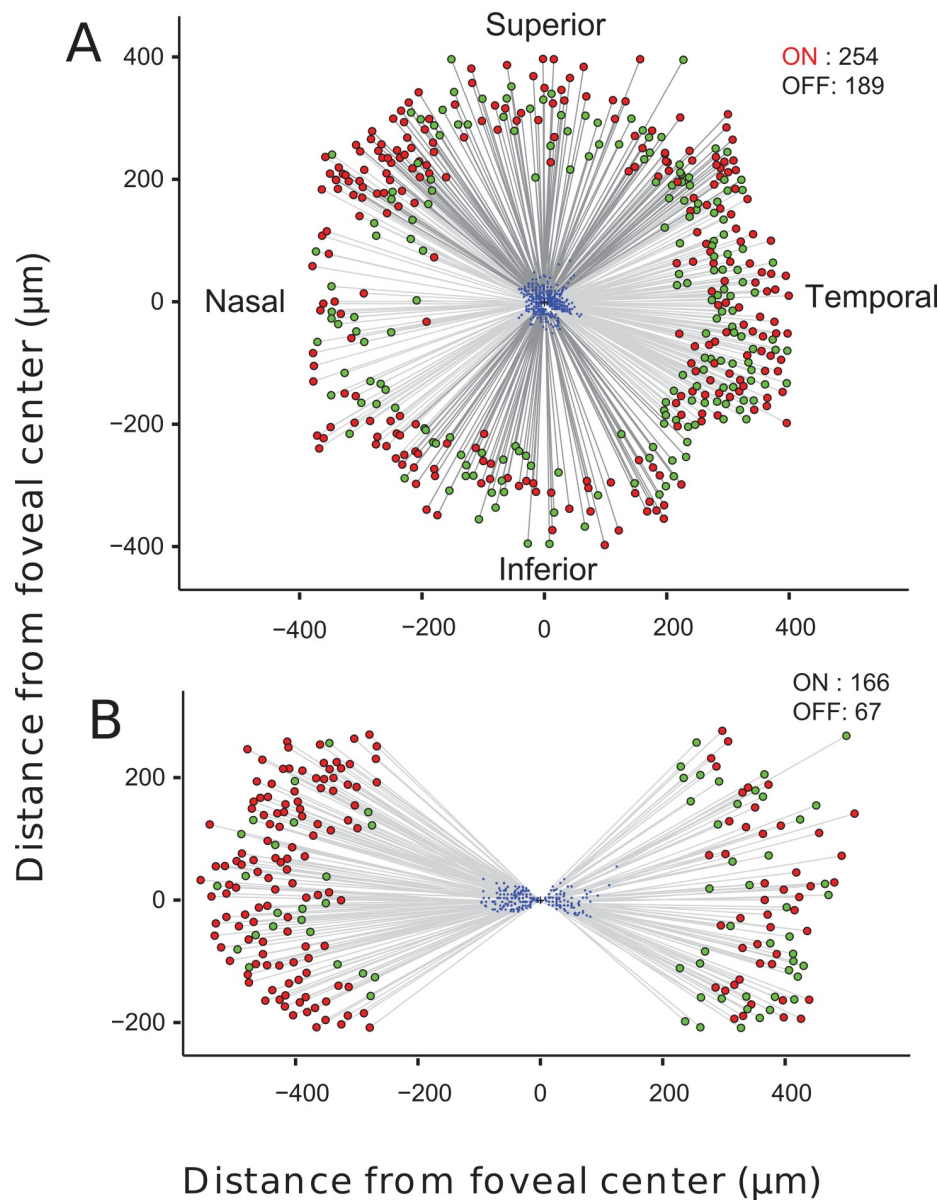 A
Superior
ON : 254
OFF: 189
400
200
Nasal
0
Temporal
−200
−400
Inferior
−400
−200
0
200
400
Distance from foveal center (µm)
B
ON : 166
OFF: 67
200
0
−200
−400
−200
0
200
400
Distance from foveal center (µm)